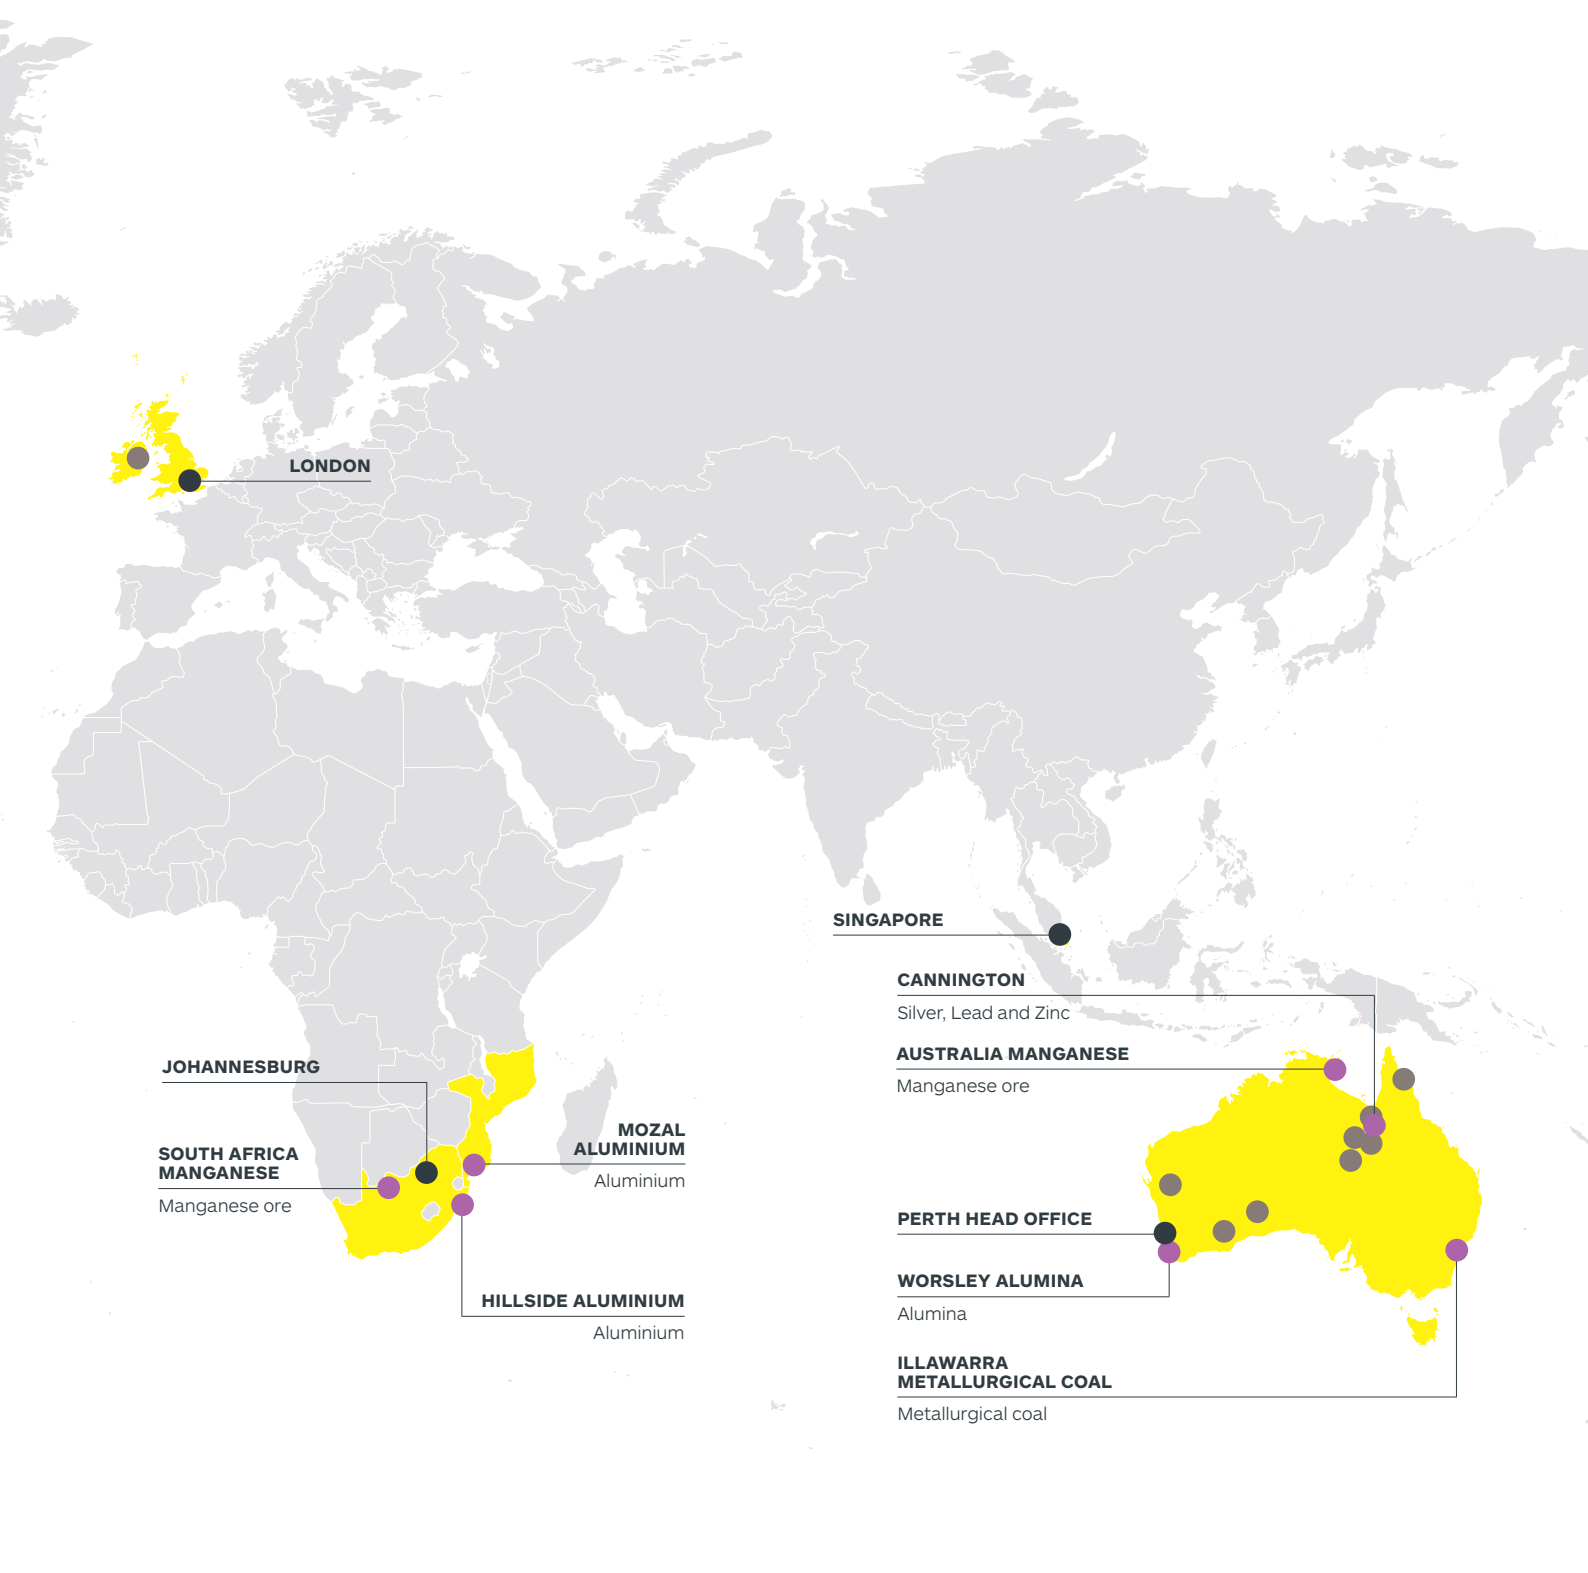 LONDON
SINGAPORE
CANNINGTON
Silver, Lead and Zinc
AUSTRALIA MANGANESE
Manganese ore
JOHANNESBURG
SOUTH AFRICA
MANGANESE
Manganese ore
MOZAL
ALUMINIUM
Aluminium
HILLSIDE ALUMINIUM
Aluminium
PERTH HEAD OFFICE
WORSLEY ALUMINA
Alumina
ILLAWARRA
METALLURGICAL COAL
Metallurgical coal